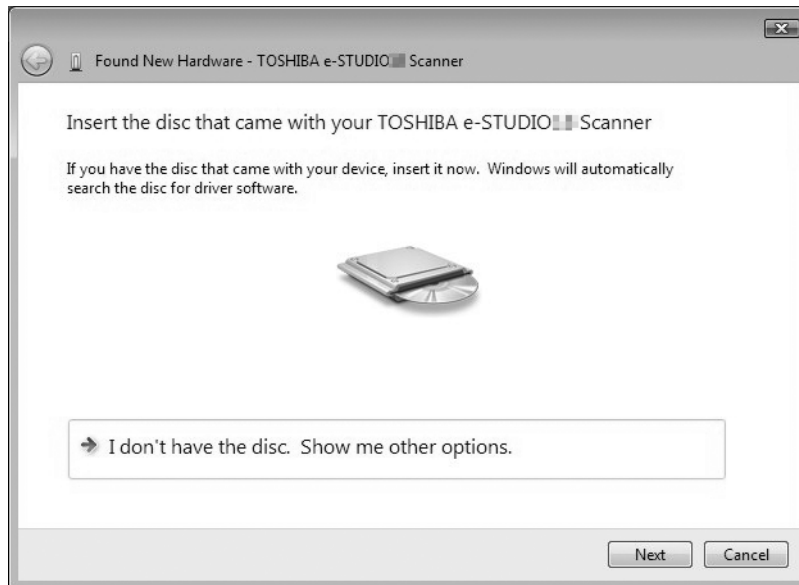 Found New Hardware - TOSHIBA e-STUDIO Scanner
Insert the disc that came with your TOSHIBA e-STUDIO Scanner
If you have the disc that came with your device, insert it now. Windows will automatically
search the disc for driver software.
I don't have the disc. Show me other options.
Next
Cancel